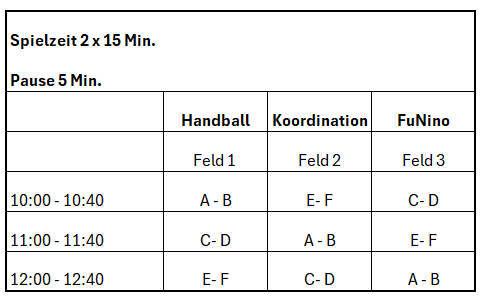 Spielzeit 2 x 15 Min.
Pause 5 Min.
Handball Koordination FuNino
Feld 1 Feld 2 Feld 3
10:00 - 10:40 A - B E- F C- D
11:00 - 11:40 C- D A - B E- F
12:00 - 12:40 E- F C- D A - B